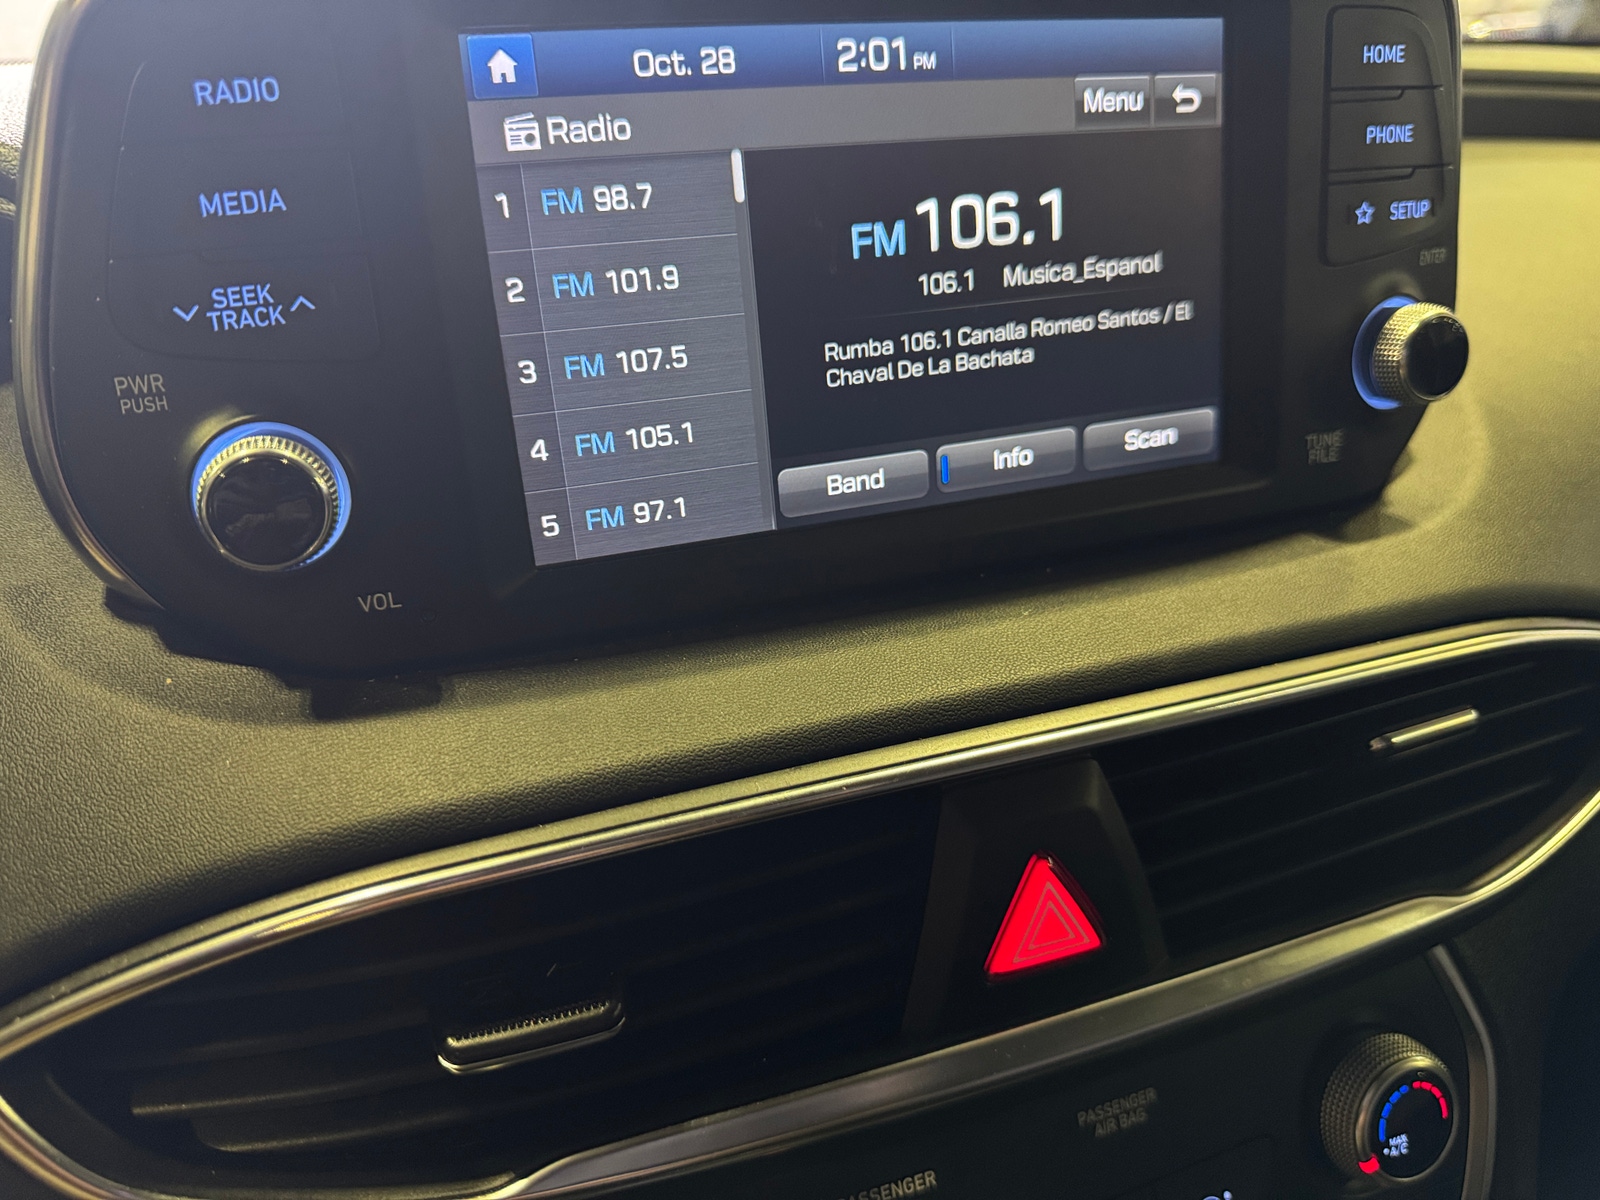 RADIO
MEDIA
SEEK
TRACK
PWR
PUSH
VOL
Oct. 28
2:01 PM
Radio
Menu
1 FM 98.7
2 FM 101.9
3 FM 107.5
4 FM 105.1
5 FM 97.1
FM 106.1
106.1 Musica_Espanol
Rumba 106.1 Canalla Romeo Santos / El
Chaval De La Bachata
Band
Info
Scan
HOME
PHONE
SETUP
ENTER
TUNE
FILE
PASSENGER
AIR BAG
MAX
A/C
PASSENGER